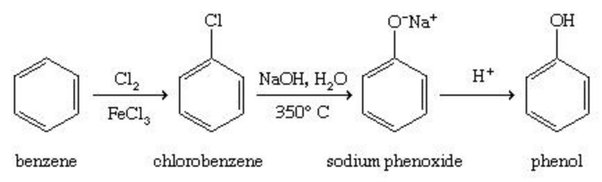 Cl
O⁻Na⁺
OH
Cl₂
FeCl₃
NaOH, H₂O
350° C
H⁺
benzene
chlorobenzene
sodium phenoxide
phenol